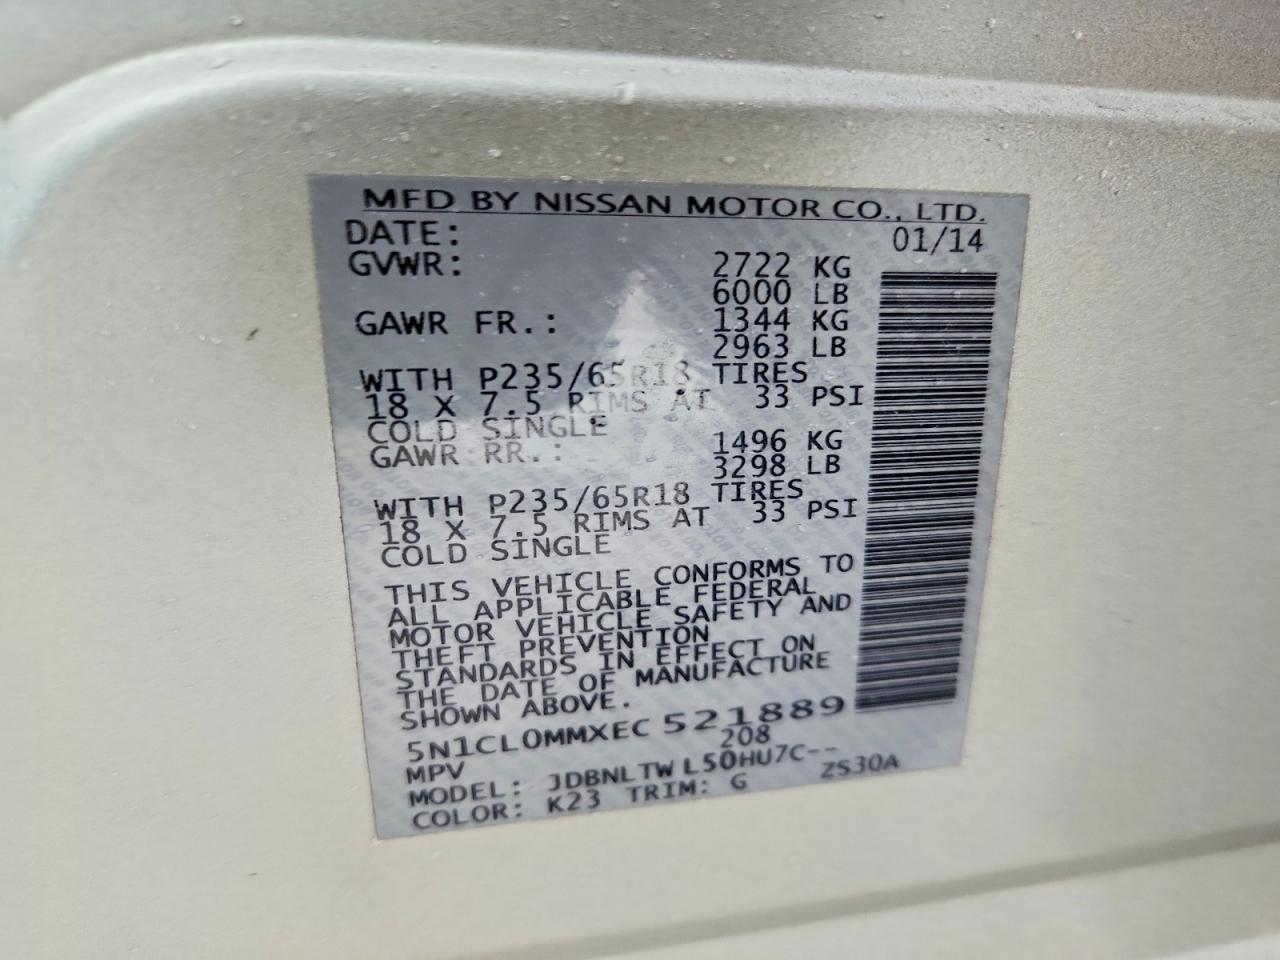 MFD BY NISSAN MOTOR CO., LTD.
DATE: 01/14
GVWR: 2722 KG
6000 LB
GAWR FR.: 1344 KG
2963 LB
WITH P235/65R18 TIRES
18 X 7.5 RIMS AT 33 PSI
COLD SINGLE
GAWR RR.: 1496 KG
3298 LB
WITH P235/65R18 TIRES
18 X 7.5 RIMS AT 33 PSI
COLD SINGLE
THIS VEHICLE CONFORMS TO
ALL APPLICABLE FEDERAL
MOTOR VEHICLE SAFETY AND
THEFT PREVENTION
STANDARDS IN EFFECT ON
THE DATE OF MANUFACTURE
SHOWN ABOVE.
5N1CL0MMXEC521889
MPV 208
MODEL: JDBNLTWL50HU7C--
COLOR: K23 TRIM: G ZS30A